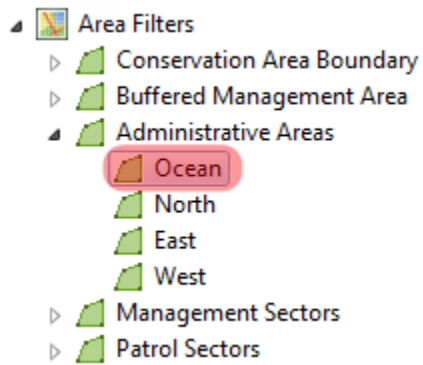 Area Filters
Conservation Area Boundary
Buffered Management Area
Administrative Areas
Ocean
North
East
West
Management Sectors
Patrol Sectors